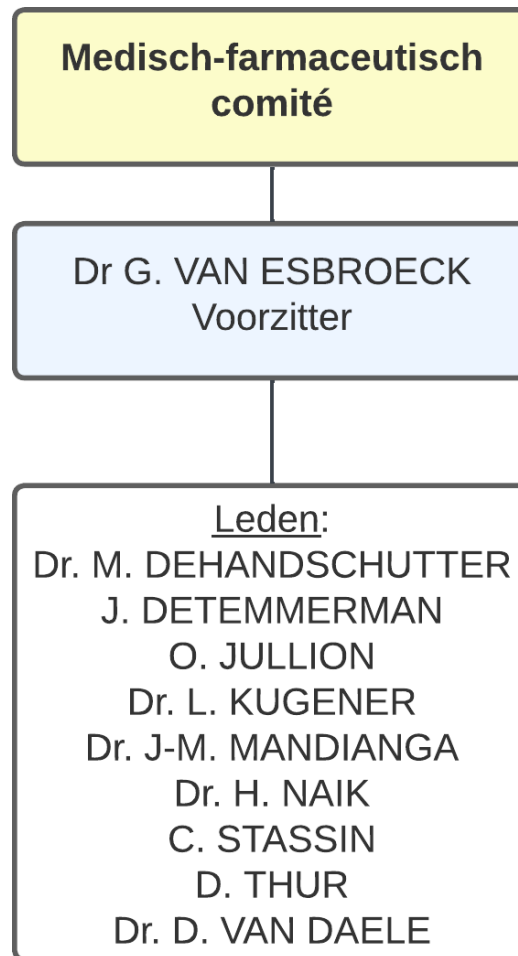 Medisch-farmaceutisch
comité
Dr G. VAN ESBROECK
Voorzitter
Leden:
Dr. M. DEHANDSCHUTTER
J. DETEMMERMAN
O. JULLION
Dr. L. KUGENER
Dr. J-M. MANDIANGA
Dr. H. NAIK
C. STASSIN
D. THUR
Dr. D. VAN DAELE